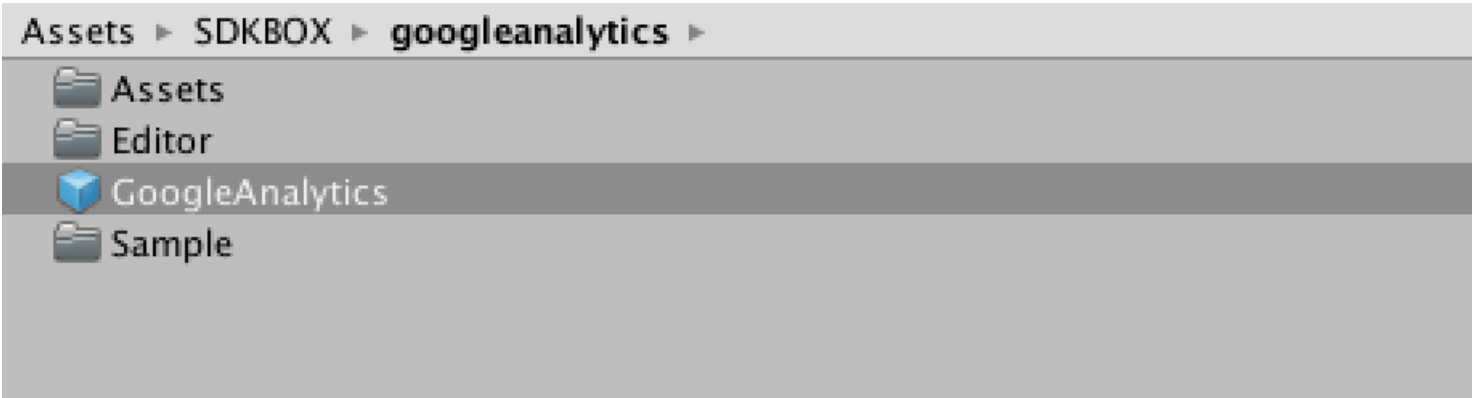 Assets ▸ SDKBOX ▸ googleanalytics ▸
Assets
Editor
GoogleAnalytics
Sample